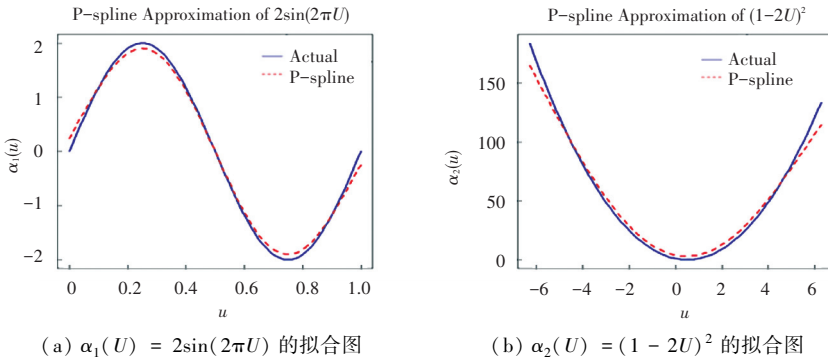 P-spline Approximation of 2sin(2πU)
Actual
P-spline
α₁(u)
2
1
0
−1
−2
0
0.2
0.4
0.6
0.8
1.0
u
(a) α₁(U) = 2sin(2πU) 的拟合图
P-spline Approximation of (1−2U)²
Actual
P-spline
α₂(u)
150
100
50
0
−6
−4
−2
0
2
4
6
u
(b) α₂(U) =(1 − 2U)² 的拟合图